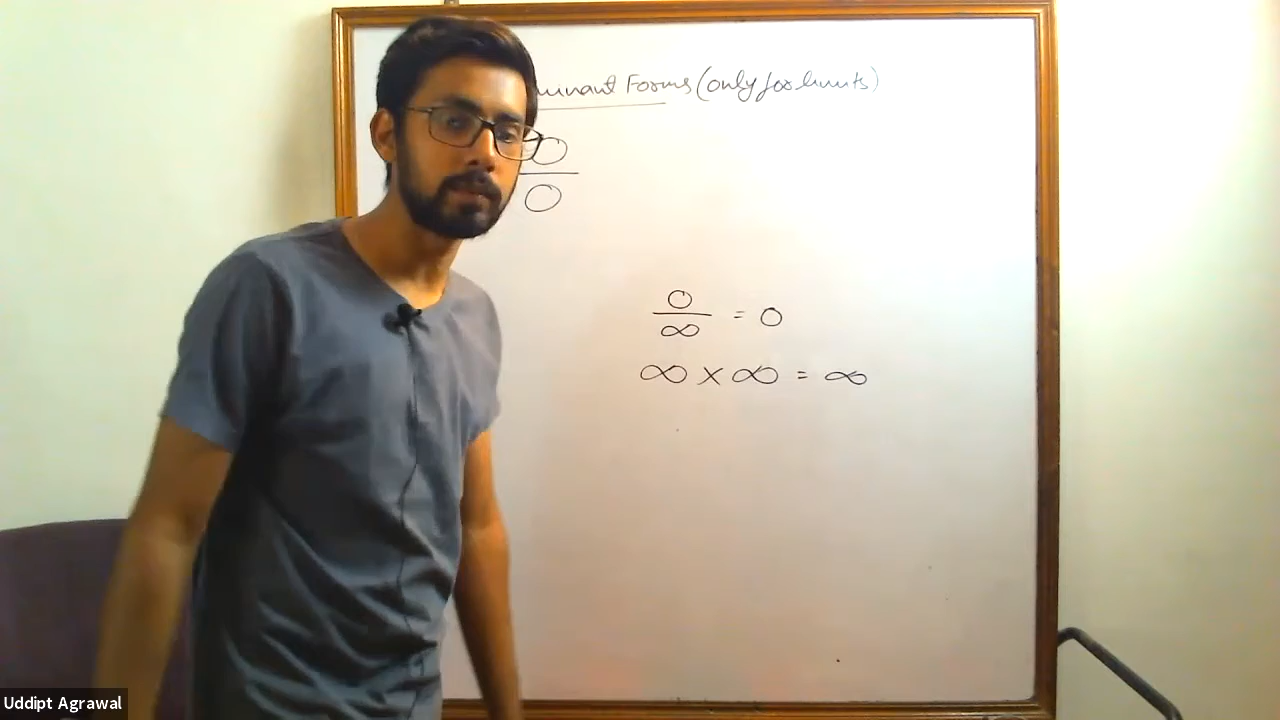 minant Forms (only for limits)
0
0
0
∞ = 0
∞ × ∞ = ∞
Uddipt Agrawal